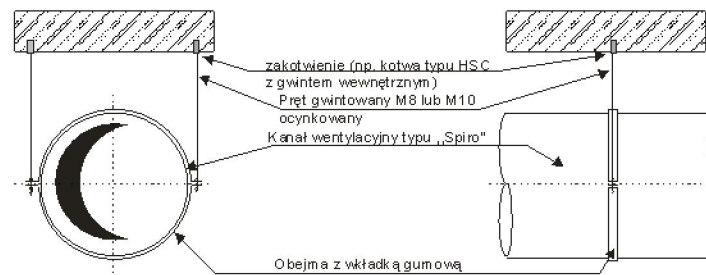 zakotwienie (np. kotwa typu HSC
z gwintem wewnętrznym)
Pręt gwintowany M8 lub M10
ocynkowany
Kanał wentylacyjny typu ,,Spiro"
Obejma z wkładką gumową